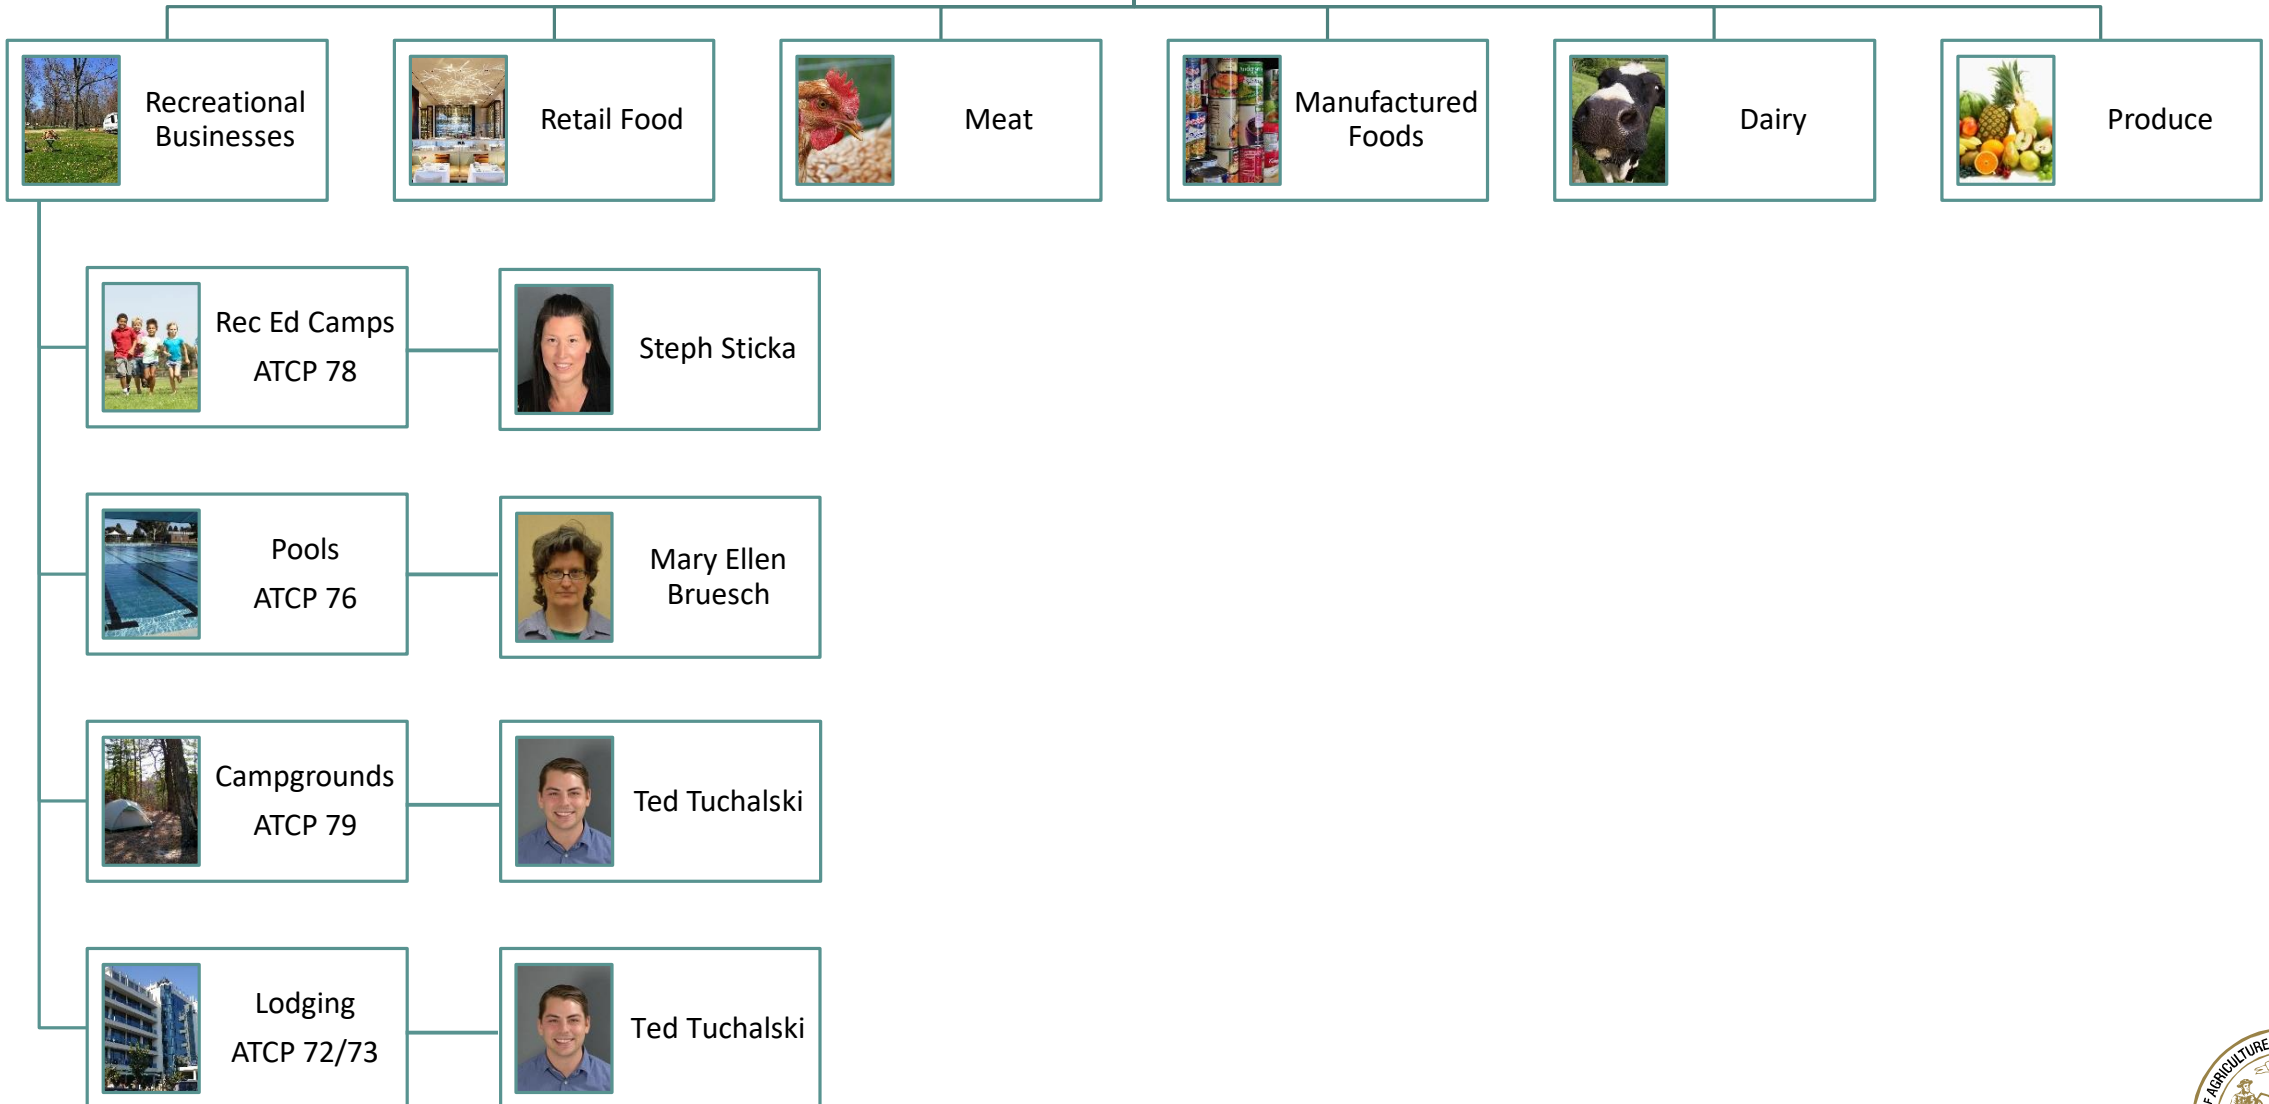 Recreational
Businesses
Retail Food
Meat
Manufactured
Foods
Dairy
Produce
Rec Ed Camps
ATCP 78
Steph Sticka
Pools
ATCP 76
Mary Ellen
Bruesch
Campgrounds
ATCP 79
Ted Tuchalski
Lodging
ATCP 72/73
Ted Tuchalski
AGRICULTURE